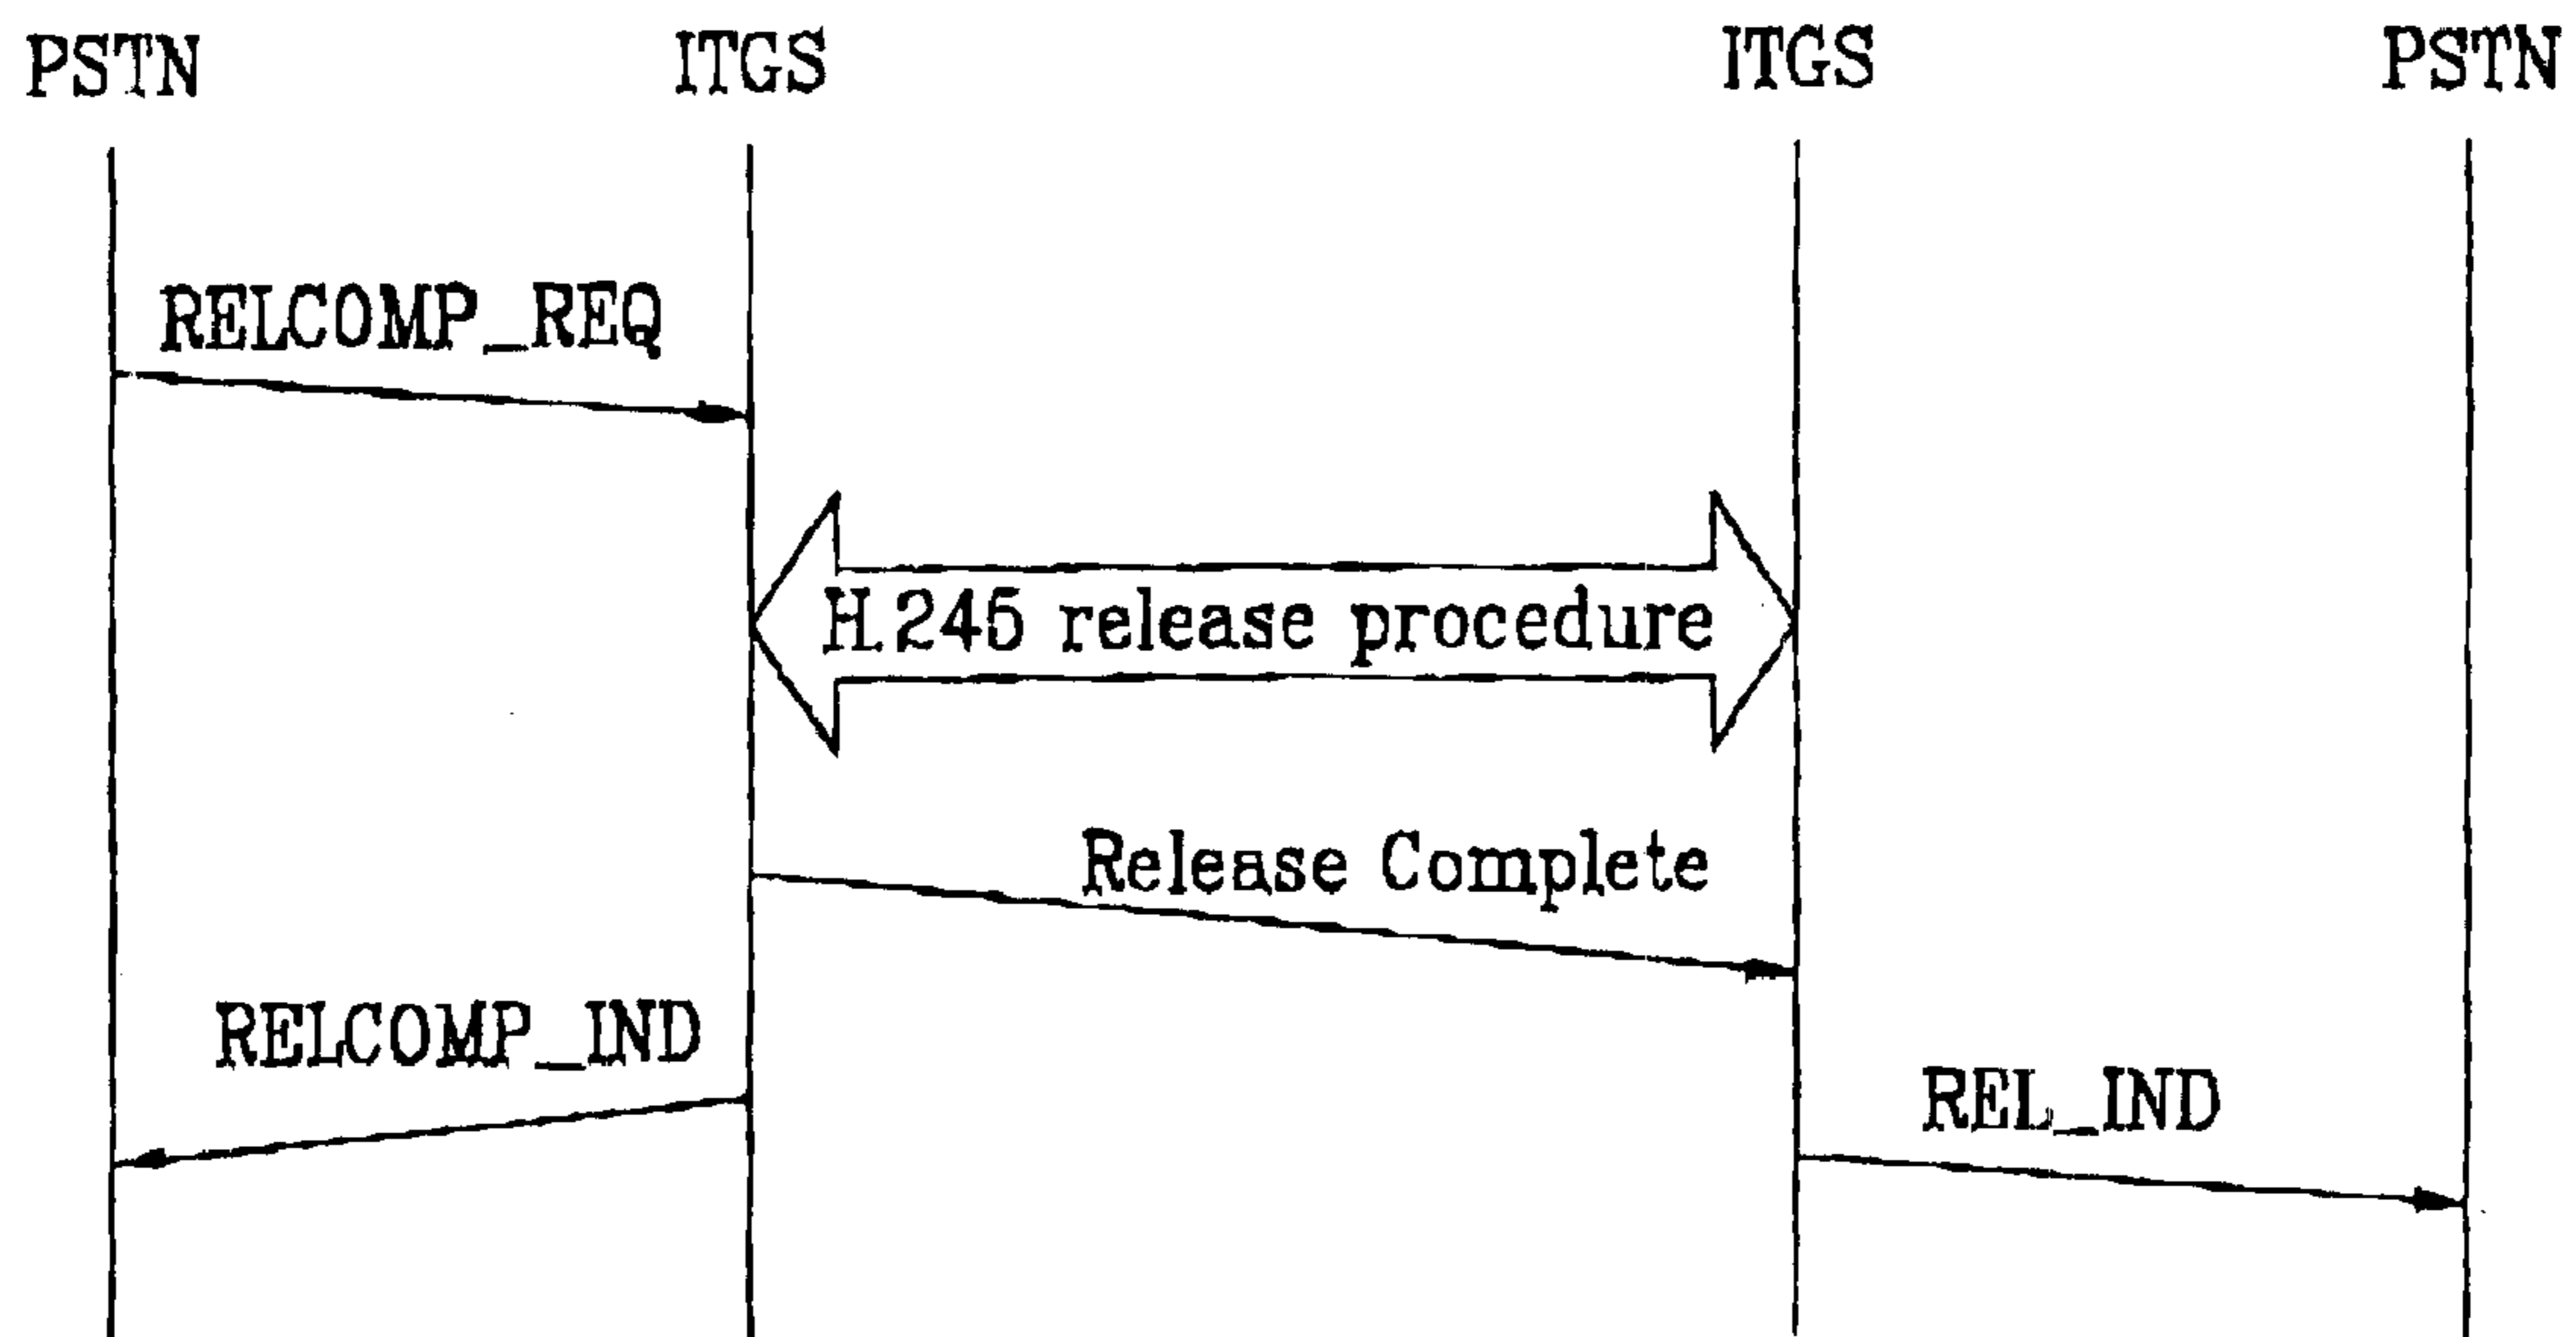 PSTN ITGS ITGS PSTN
RELCOMP_REQ
H.245 release procedure
Release Complete
RELCOMP_IND
REL_IND